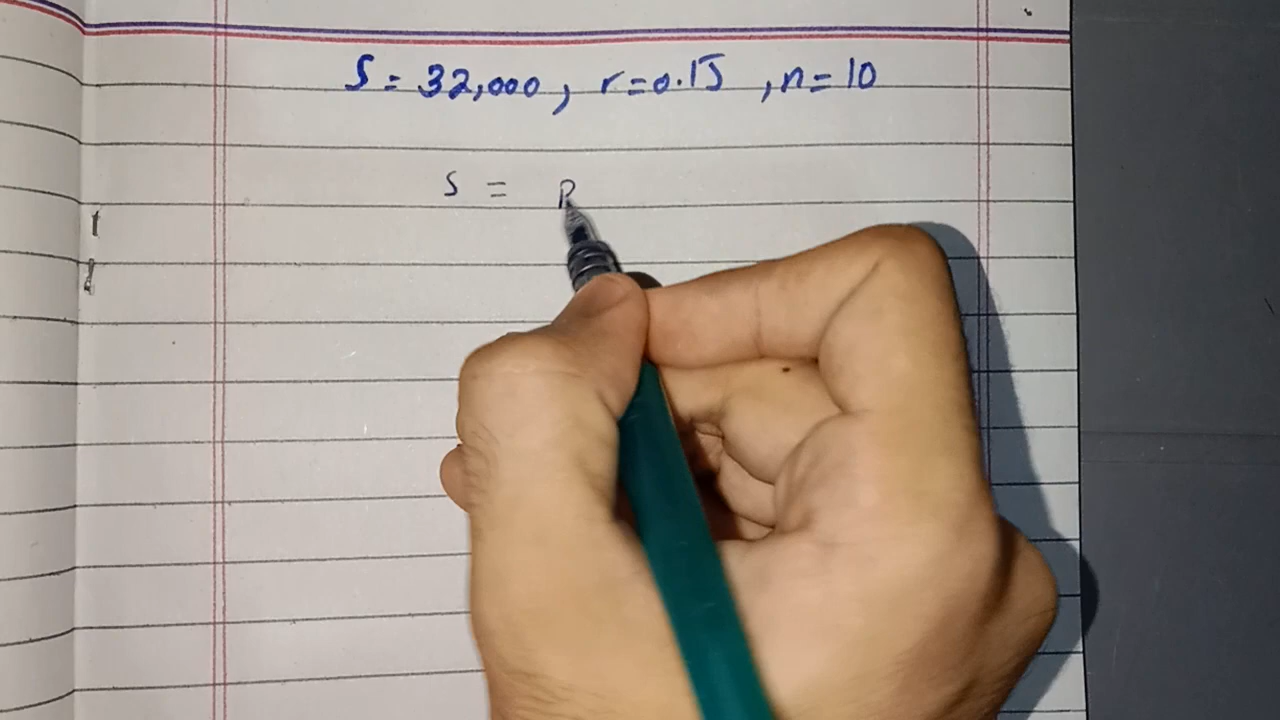 S = 32,000, r = 0.15, n = 10
S = P